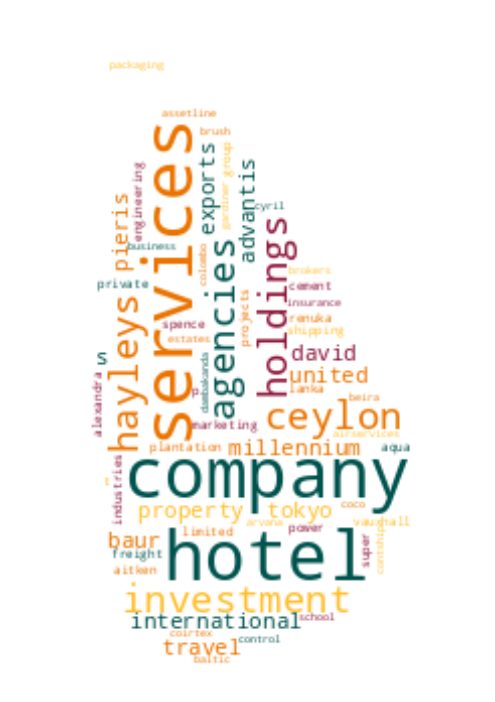 packaging
assetline
brush
services
exports
gardiner group
engineering
advantis
cyril
pieris
business
agencies
holdings
colombo
brokers
private
cement
insurance
projects
renuka
hayleys
spence
shipping
estates
s
david
dambakanda
united
alexandra
p
lanka
beira
ceylon
marketing
airservices
plantation
millennium
aqua
company
industries
property
tokyo
coco
arvana
vauxhall
power
limited
baur
hotel
freight
super
aitken
investment
international
school
coirtex
control
travel
baltic